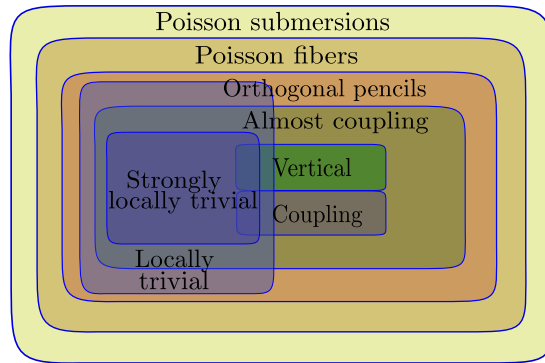 Poisson submersions
Poisson fibers
Orthogonal pencils
Almost coupling
Vertical
Strongly
locally trivial
Coupling
Locally
trivial